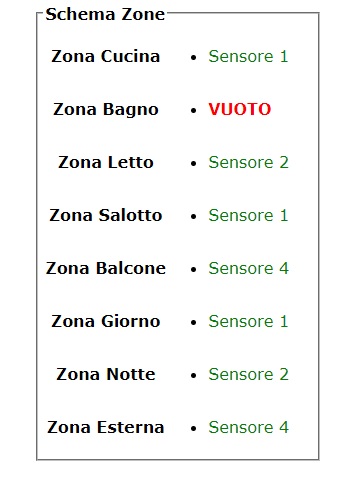 Schema Zone
Zona Cucina • Sensore 1
Zona Bagno • VUOTO
Zona Letto • Sensore 2
Zona Salotto • Sensore 1
Zona Balcone • Sensore 4
Zona Giorno • Sensore 1
Zona Notte • Sensore 2
Zona Esterna • Sensore 4